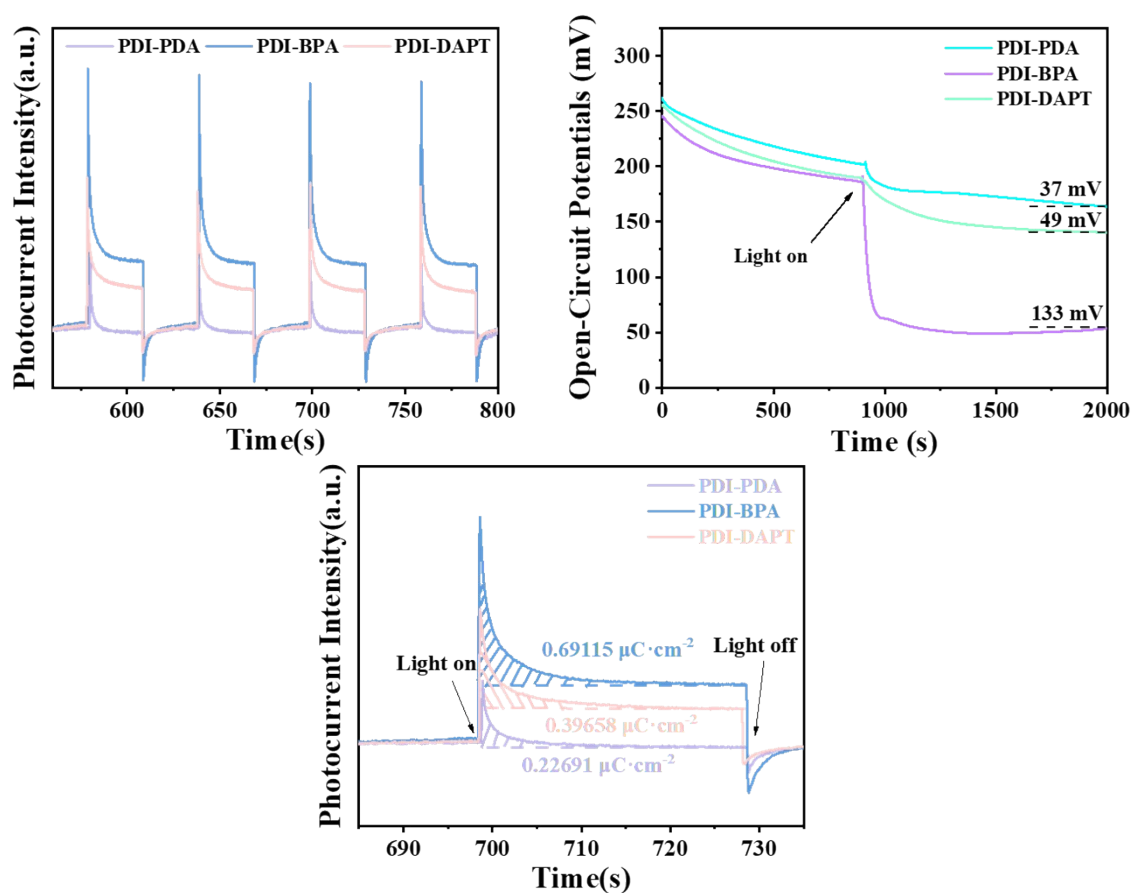 PDI-PDA PDI-BPA PDI-DAPT
Photocurrent Intensity(a.u.)
600 650 700 750 800
Time(s)
300
250
200
150
100
50
0
Open-Circuit Potentials (mV)
PDI-PDA
PDI-BPA
PDI-DAPT
37 mV
49 mV
Light on
133 mV
0 500 1000 1500 2000
Time (s)
Photocurrent Intensity(a.u.)
PDI-PDA
PDI-BPA
PDI-DAPT
0.69115 μC·cm⁻²
Light on
Light off
0.39658 μC·cm⁻²
0.22691 μC·cm⁻²
690 700 710 720 730
Time(s)